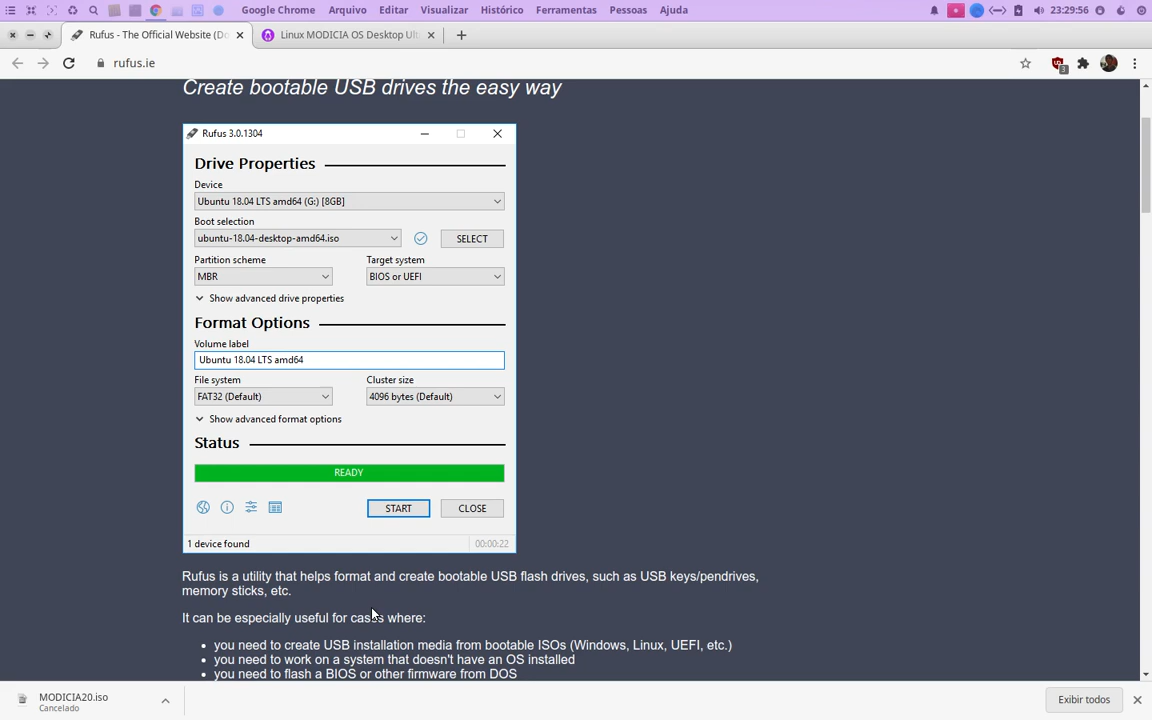 Google Chrome Arquivo Editar Visualizar Histórico Ferramentas Pessoas Ajuda 23:29:56
Rufus - The Official Website (Do
Linux MODICIA OS Desktop Ult
rufus.ie
3
Create bootable USB drives the easy way
Rufus 3.0.1304
Drive Properties
Device
Ubuntu 18.04 LTS amd64 (G:) [8GB]
Boot selection
ubuntu-18.04-desktop-amd64.iso
SELECT
Partition scheme Target system
MBR BIOS or UEFI
Show advanced drive properties
Format Options
Volume label
Ubuntu 18.04 LTS amd64
File system Cluster size
FAT32 (Default) 4096 bytes (Default)
Show advanced format options
Status
READY
START CLOSE
1 device found 00:00:22
Rufus is a utility that helps format and create bootable USB flash drives, such as USB keys/pendrives,
memory sticks, etc.
It can be especially useful for cases where:
• you need to create USB installation media from bootable ISOs (Windows, Linux, UEFI, etc.)
• you need to work on a system that doesn't have an OS installed
• you need to flash a BIOS or other firmware from DOS
MODICIA20.iso
Cancelado
Exibir todos